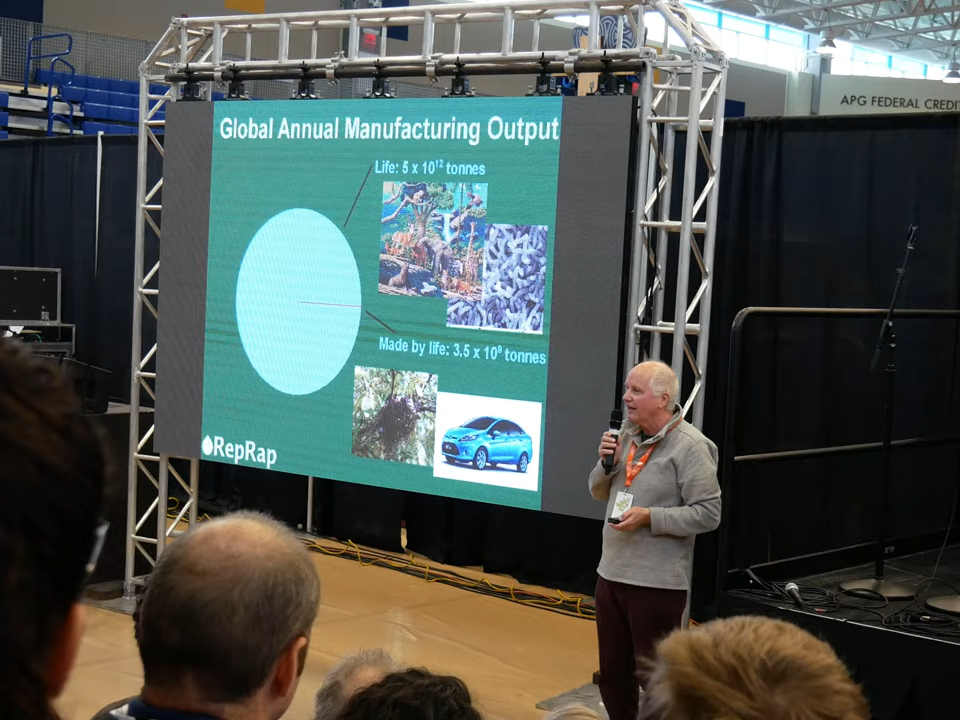 Global Annual Manufacturing Output
Life: 5 x 10¹² tonnes
Made by life: 3.5 x 10⁹ tonnes
RepRap
APG FEDERAL CREDIT